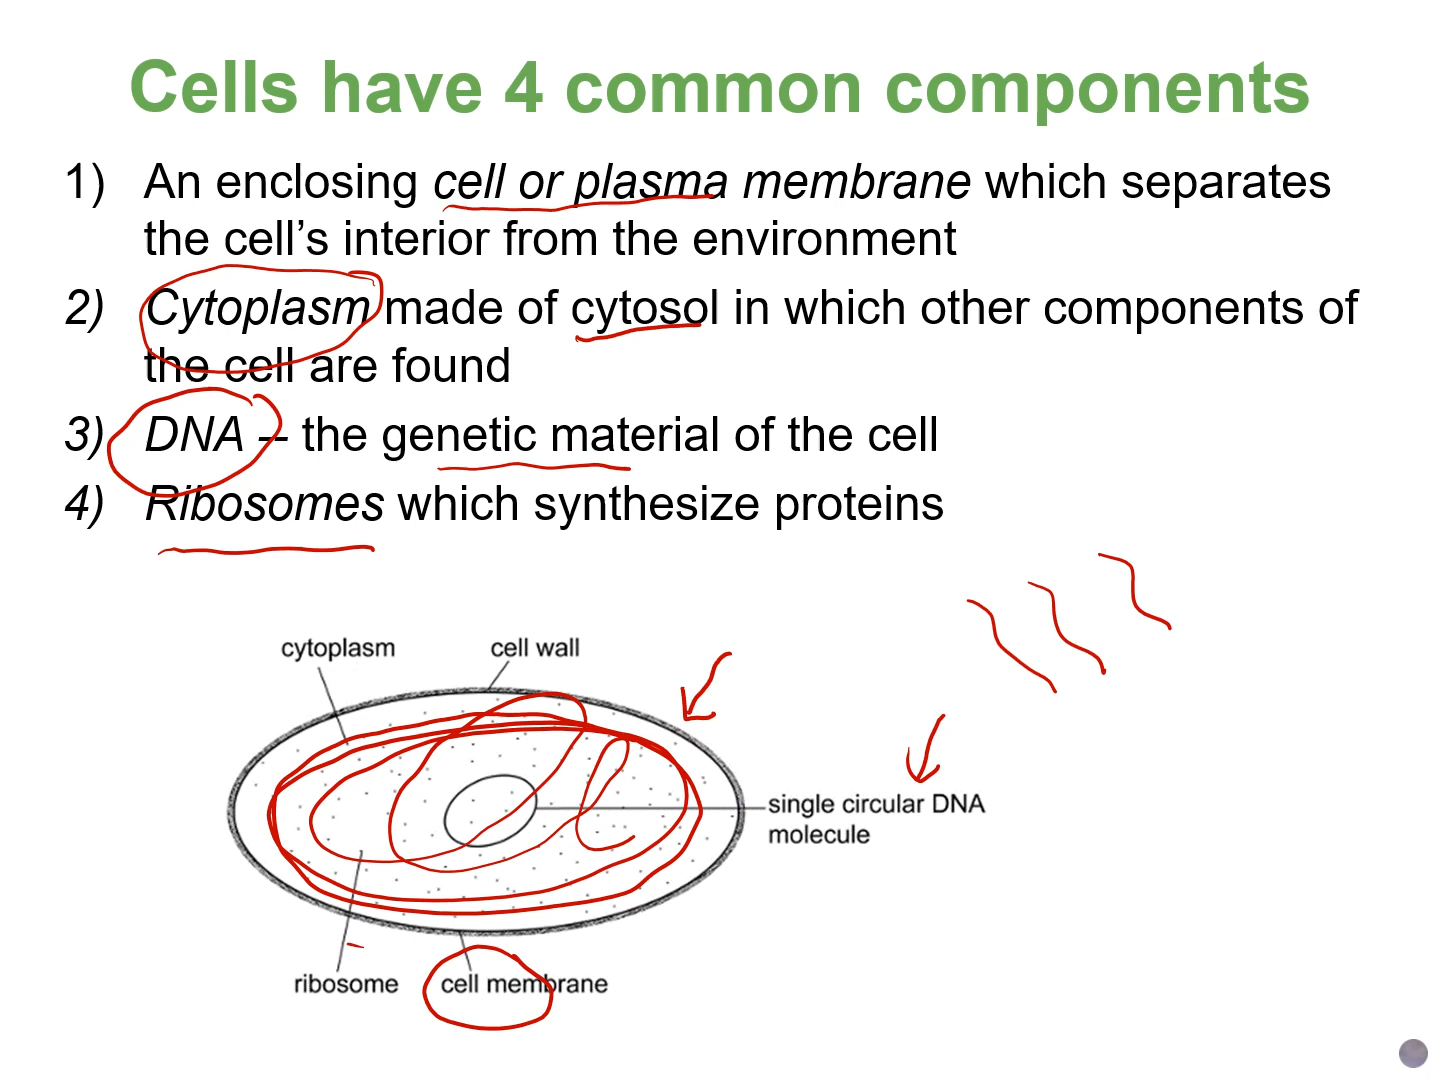 Cells have 4 common components
1) An enclosing cell or plasma membrane which separates
the cell’s interior from the environment
2) Cytoplasm made of cytosol in which other components of
the cell are found
3) DNA – the genetic material of the cell
4) Ribosomes which synthesize proteins
cytoplasm cell wall
single circular DNA
molecule
ribosome cell membrane